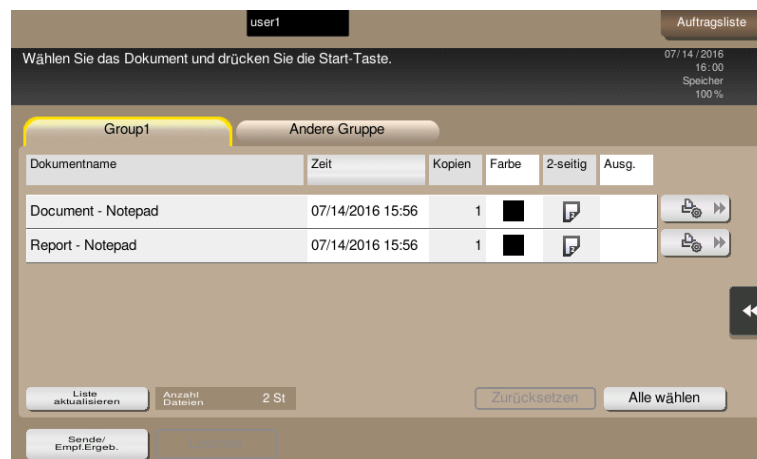 user1
Auftragsliste
Wählen Sie das Dokument und drücken Sie die Start-Taste.
07/14/2016
16:00
Speicher
100%
Group1
Andere Gruppe
Dokumentname Zeit Kopien Farbe 2-seitig Ausg.
Document - Notepad 07/14/2016 15:56 1
Report - Notepad 07/14/2016 15:56 1
Liste
aktualisieren
Anzahl
Dateien
2 St
Zurücksetzen
Alle wählen
Sende/
Empf.Ergeb.